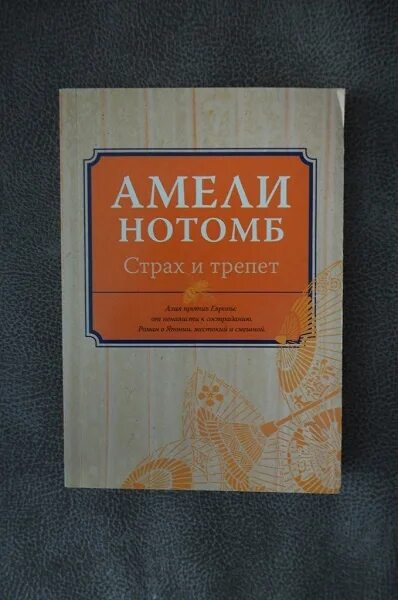 АМЕЛИ
НОТОМБ
Страх и трепет
Азия против Европы:
от ненависти к состраданию.
Роман о Японии, жестокий и смешной.